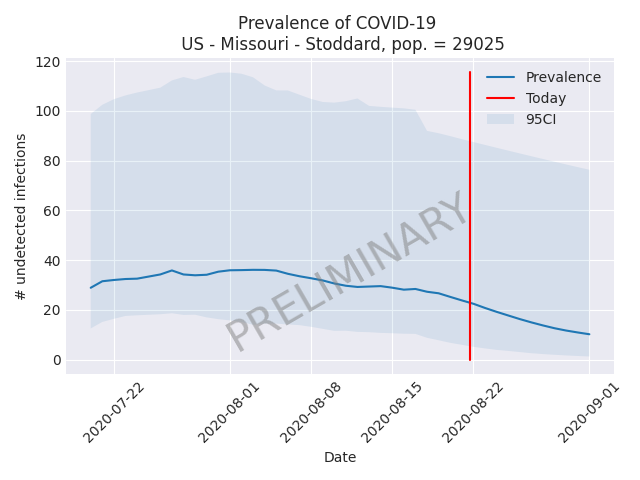 Prevalence of COVID-19
US - Missouri - Stoddard, pop. = 29025
120
100
80
60
40
20
0
# undetected infections
Prevalence
Today
95CI
PRELIMINARY
2020-07-22
2020-08-01
2020-08-08
2020-08-15
2020-08-22
2020-09-01
Date